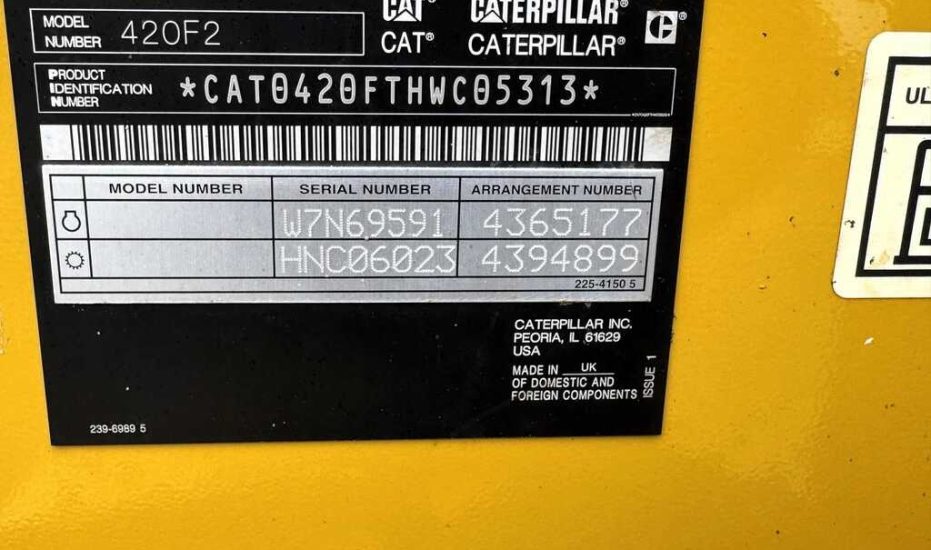 MODEL NUMBER 420F2
CAT® CATERPILLAR®
CAT® CATERPILLAR®
PRODUCT IDENTIFICATION NUMBER *CAT0420FTHWC05313*
MODEL NUMBER SERIAL NUMBER ARRANGEMENT NUMBER
W7N69591 4365177
HNC06023 4394899
225-4150 5
CATERPILLAR INC.
PEORIA, IL 61629
USA
MADE IN UK
OF DOMESTIC AND
FOREIGN COMPONENTS
ISSUE 1
239-6989 5
UL